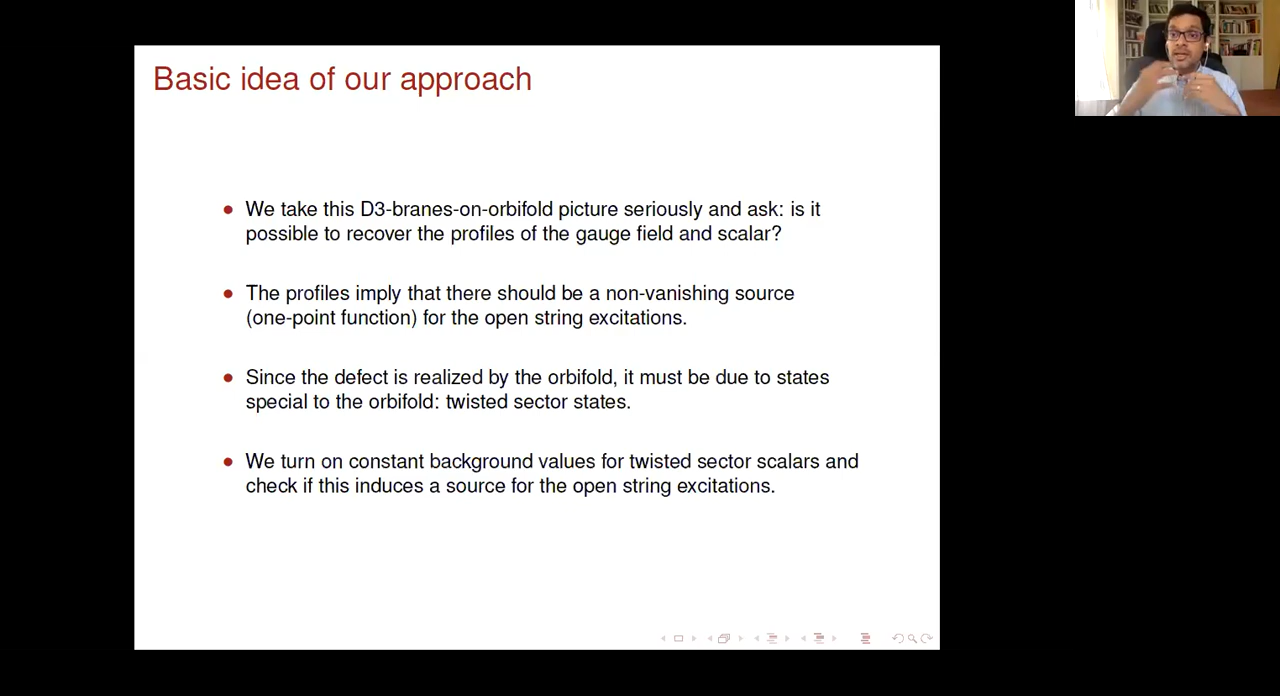 Basic idea of our approach
• We take this D3-branes-on-orbifold picture seriously and ask: is it
possible to recover the profiles of the gauge field and scalar?
• The profiles imply that there should be a non-vanishing source
(one-point function) for the open string excitations.
• Since the defect is realized by the orbifold, it must be due to states
special to the orbifold: twisted sector states.
• We turn on constant background values for twisted sector scalars and
check if this induces a source for the open string excitations.